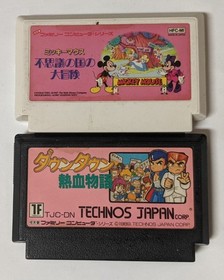 ファミリーコンピュータ
HFC-MI
ミッキーマウス
不思議の国の
大冒険
MICKEY MOUSE
ダウンタウン
熱血物語
1F
TJC-DN TECHNOS JAPAN CORP.
ファミリーコンピュータ